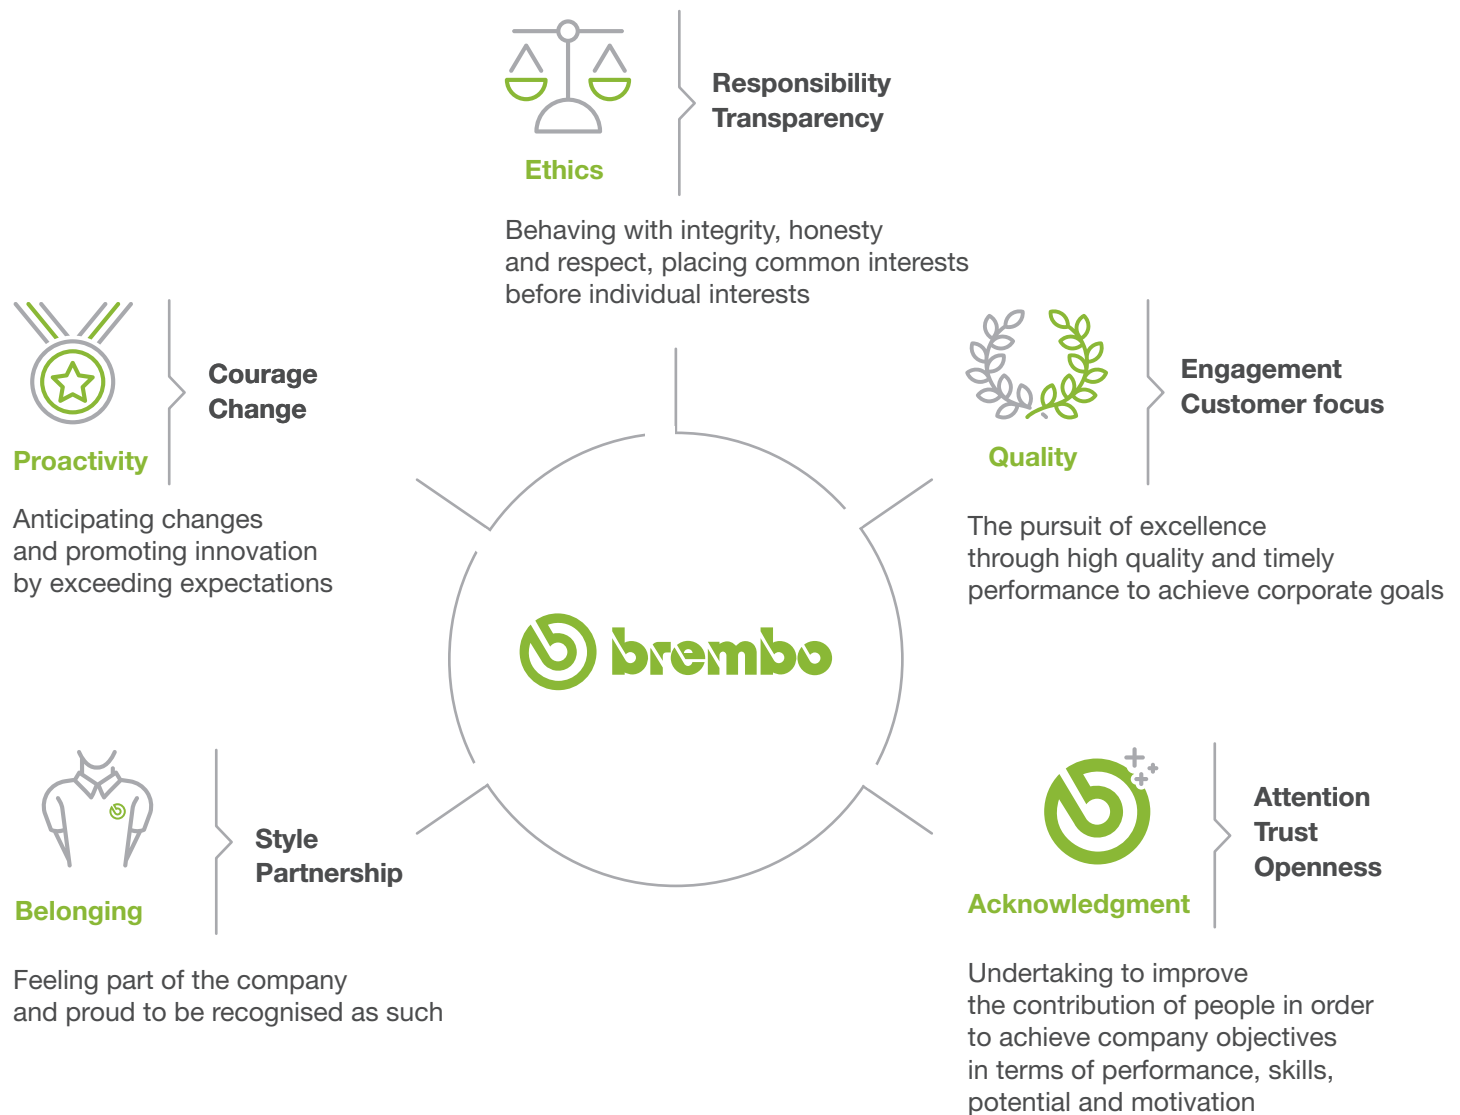 Responsibility
Transparency
Ethics
Behaving with integrity, honesty
and respect, placing common interests
before individual interests
Courage
Change
Proactivity
Anticipating changes
and promoting innovation
by exceeding expectations
Engagement
Customer focus
Quality
The pursuit of excellence
through high quality and timely
performance to achieve corporate goals
brembo
Style
Partnership
Belonging
Feeling part of the company
and proud to be recognised as such
Attention
Trust
Openness
Acknowledgment
Undertaking to improve
the contribution of people in order
to achieve company objectives
in terms of performance, skills,
potential and motivation